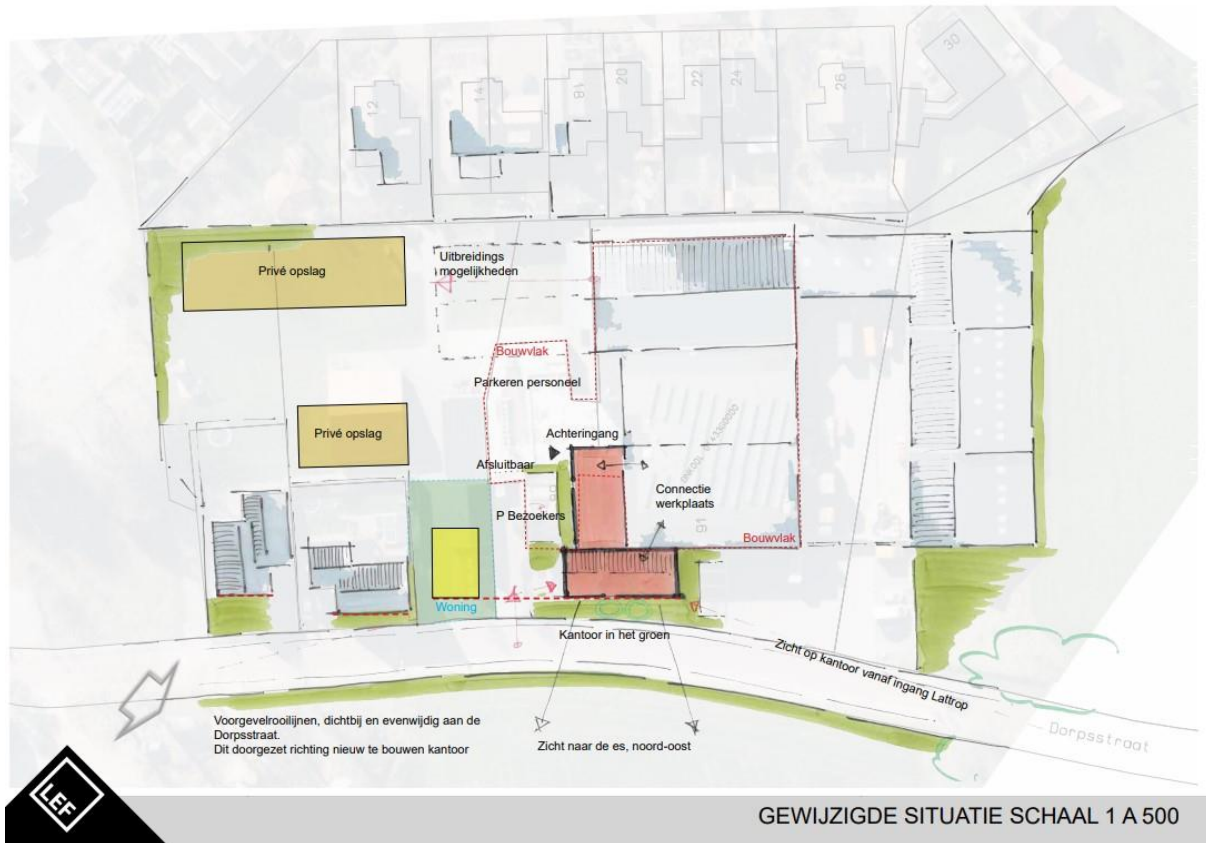 12
14
18
20
22
24
26
30
Privé opslag
Uitbreidings
mogelijkheden
Bouwvlak
Parkeren personeel
Privé opslag
Achteringang
Afsluitbaar
Connectie
werkplaats
P Bezoekers
16
Bouwvlak
Woning
Kantoor in het groen
Zicht op kantoor vanaf ingang Lattrop
Voorgevelrooilijnen, dichtbij en evenwijdig aan de
Dorpsstraat.
Dit doorgezet richting nieuw te bouwen kantoor
Zicht naar de es, noord-oost
Dorpsstraat
LEF
GEWIJZIGDE SITUATIE SCHAAL 1 A 500